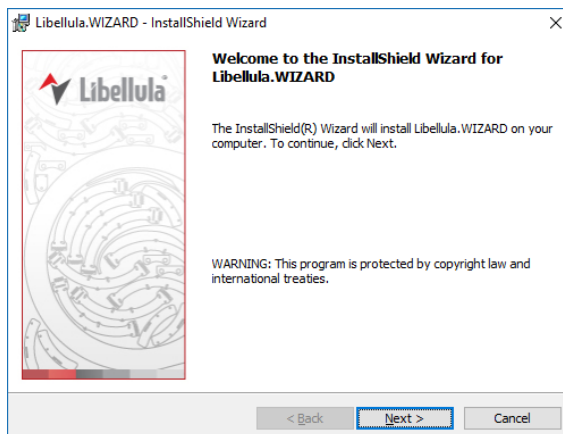 Libellula.WIZARD - InstallShield Wizard
Libellula
Welcome to the InstallShield Wizard for
Libellula.WIZARD
The InstallShield(R) Wizard will install Libellula.WIZARD on your
computer. To continue, click Next.
WARNING: This program is protected by copyright law and
international treaties.
< Back
Next >
Cancel